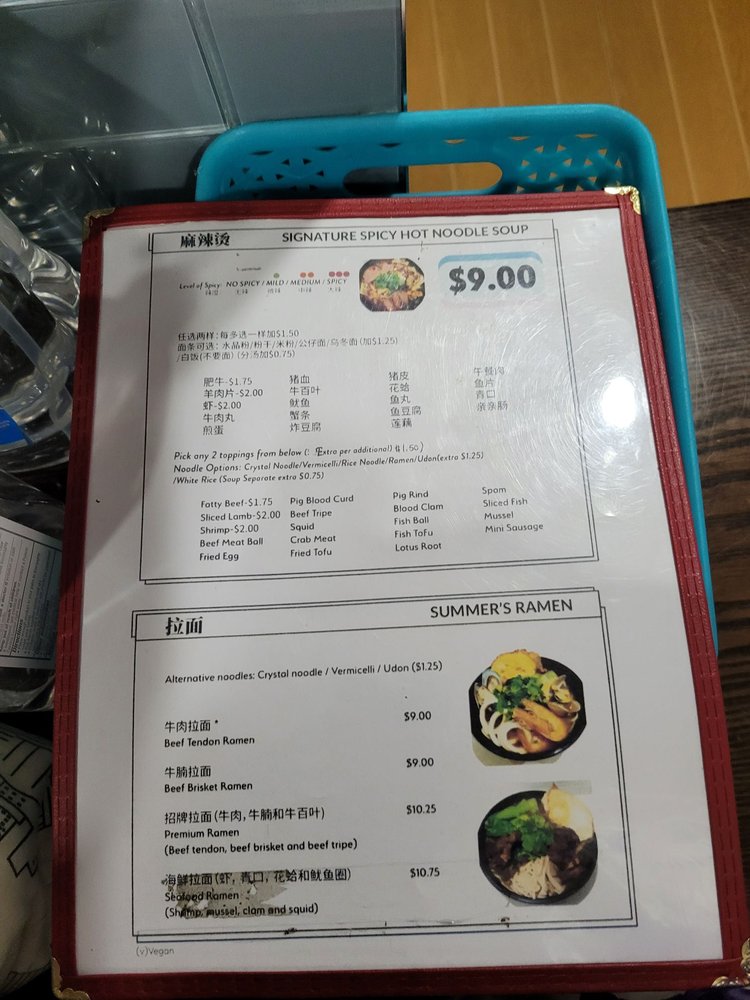 麻辣烫
SIGNATURE SPICY HOT NOODLE SOUP
Level of Spicy: NO SPICY / MILD / MEDIUM / SPICY
中辣 大辣
$9.00
任选两样:每多选一样加$1.50
面条可选: 水晶粉/粉干/米粉/公仔面/乌冬面(加$1.25)
/白饭(不要面) (分汤加$0.75)
肥牛-$1.75 猪血 猪皮
羊肉片-$2.00 牛百叶 花蛤 鱼片
虾-$2.00 鱿鱼 鱼丸 青口
牛肉丸 蟹条 鱼豆腐 亲亲肠
煎蛋 炸豆腐 莲藕
Pick any 2 toppings from below (Extra per additional) $1.50)
Noodle Options: Crystal Noodle/Vermicelli/Rice Noodle/Ramen/Udon(extra $1.25)
/White Rice (Soup Separate extra $0.75)
Fatty Beef-$1.75 Pig Blood Curd Pig Rind Spam
Sliced Lamb-$2.00 Beef Tripe Blood Clam Sliced Fish
Shrimp-$2.00 Squid Fish Ball Mussel
Beef Meat Ball Crab Meat Fish ToFu Mini Sausage
Fried Egg Fried Tofu Lotus Root
拉面
SUMMER'S RAMEN
Alternative noodles: Crystal noodle / Vermicelli / Udon ($1.25)
牛肉拉面 * $9.00
Beef Tendon Ramen
牛腩拉面 $9.00
Beef Brisket Ramen
招牌拉面(牛肉,牛腩和牛百叶) $10.25
Premium Ramen
(Beef tendon, beef brisket and beef tripe)
海鲜拉面(虾, 青口, 花蛤和鱿鱼圈) $10.75
Seafood Ramen
(Shrimp, mussel, clam and squid)
(v)Vegan